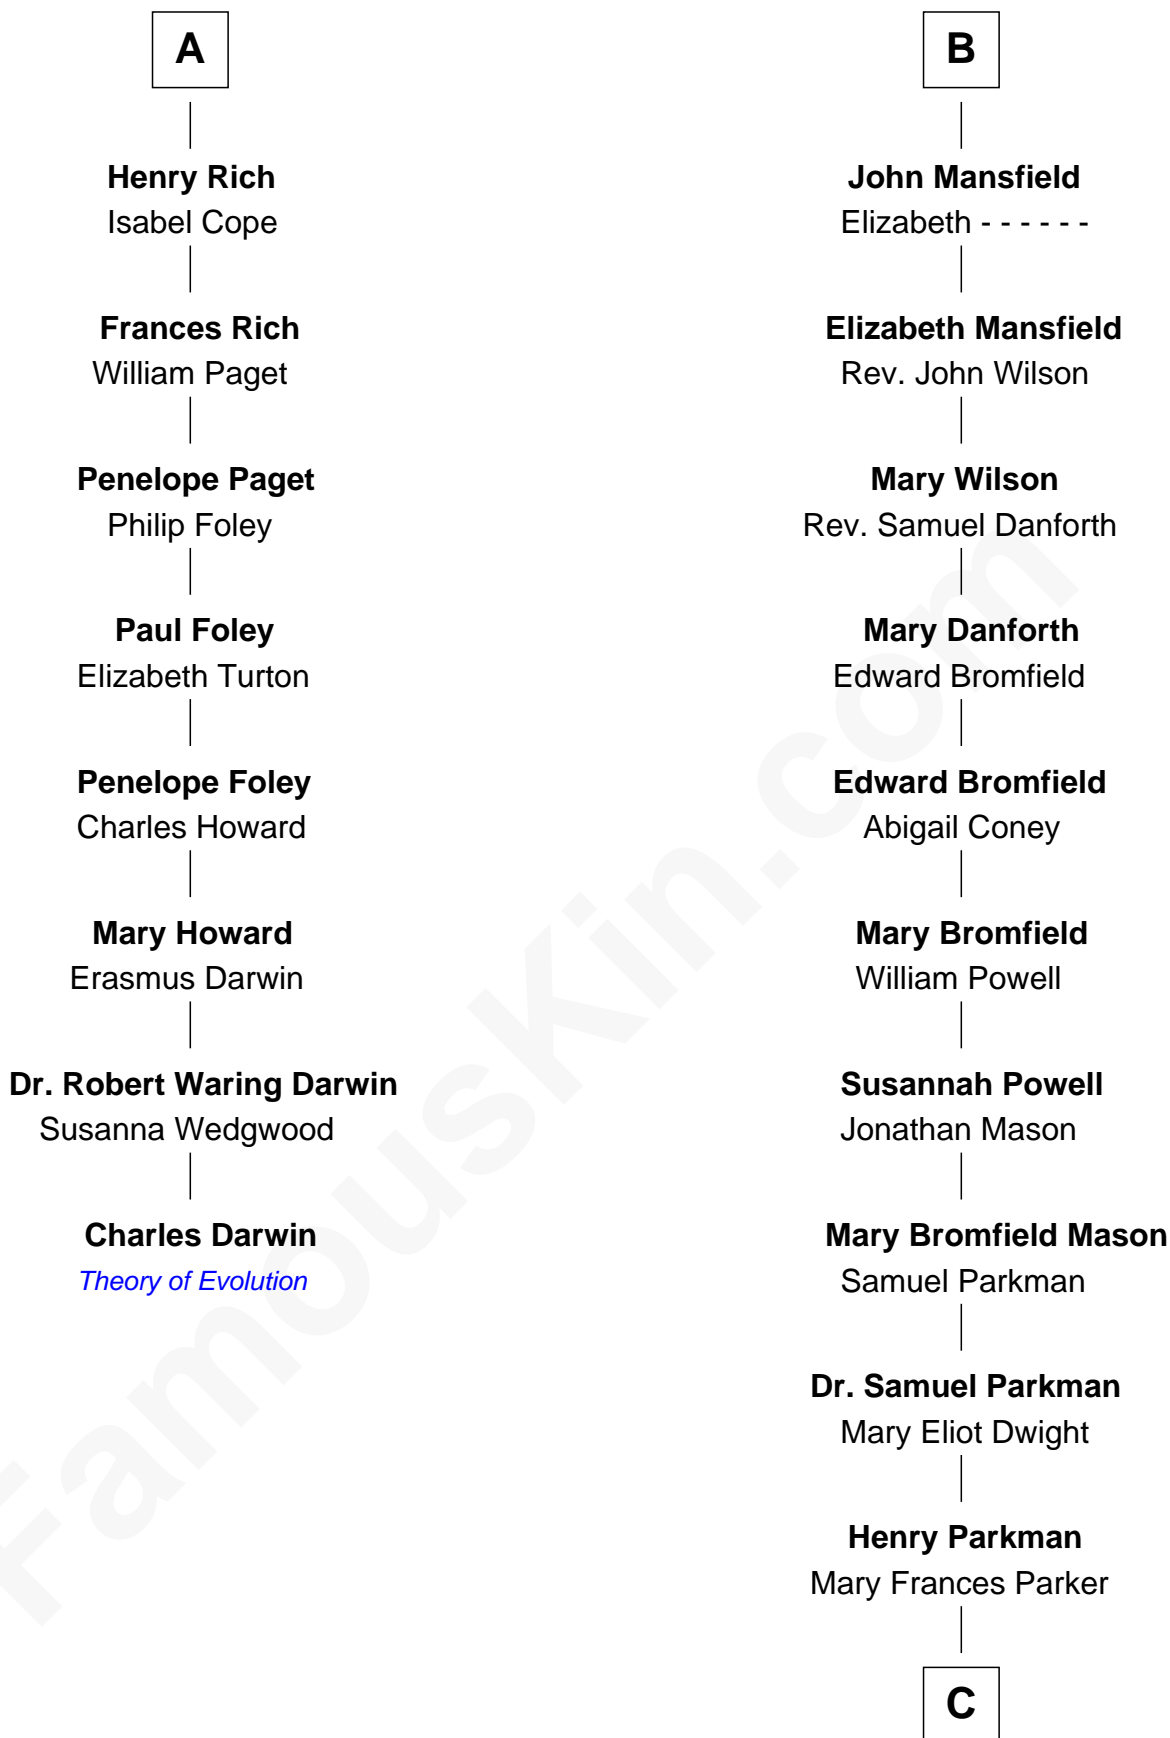 A
Henry Rich
Isabel Cope
Frances Rich
William Paget
Penelope Paget
Philip Foley
Paul Foley
Elizabeth Turton
Penelope Foley
Charles Howard
Mary Howard
Erasmus Darwin
Dr. Robert Waring Darwin
Susanna Wedgwood
Charles Darwin
Theory of Evolution
B
John Mansfield
Elizabeth - - - - - -
Elizabeth Mansfield
Rev. John Wilson
Mary Wilson
Rev. Samuel Danforth
Mary Danforth
Edward Bromfield
Edward Bromfield
Abigail Coney
Mary Bromfield
William Powell
Susannah Powell
Jonathan Mason
Mary Bromfield Mason
Samuel Parkman
Dr. Samuel Parkman
Mary Eliot Dwight
Henry Parkman
Mary Frances Parker
C
FamousKin.com